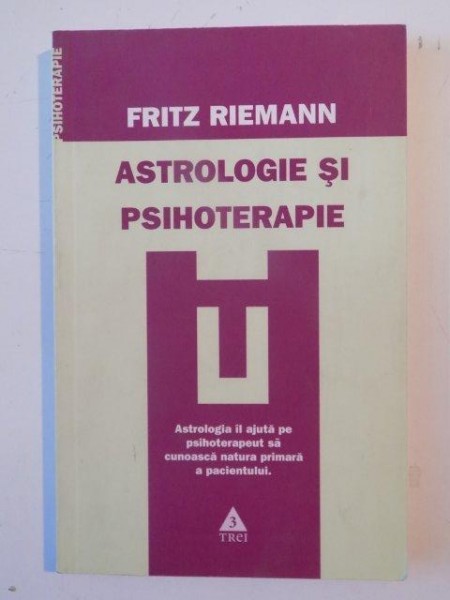 PSIHOTERAPIE
FRITZ RIEMANN
ASTROLOGIE ŞI
PSIHOTERAPIE
Astrologia îl ajută pe
psihoterapeut să
cunoască natura primară
a pacientului.
3
TREI